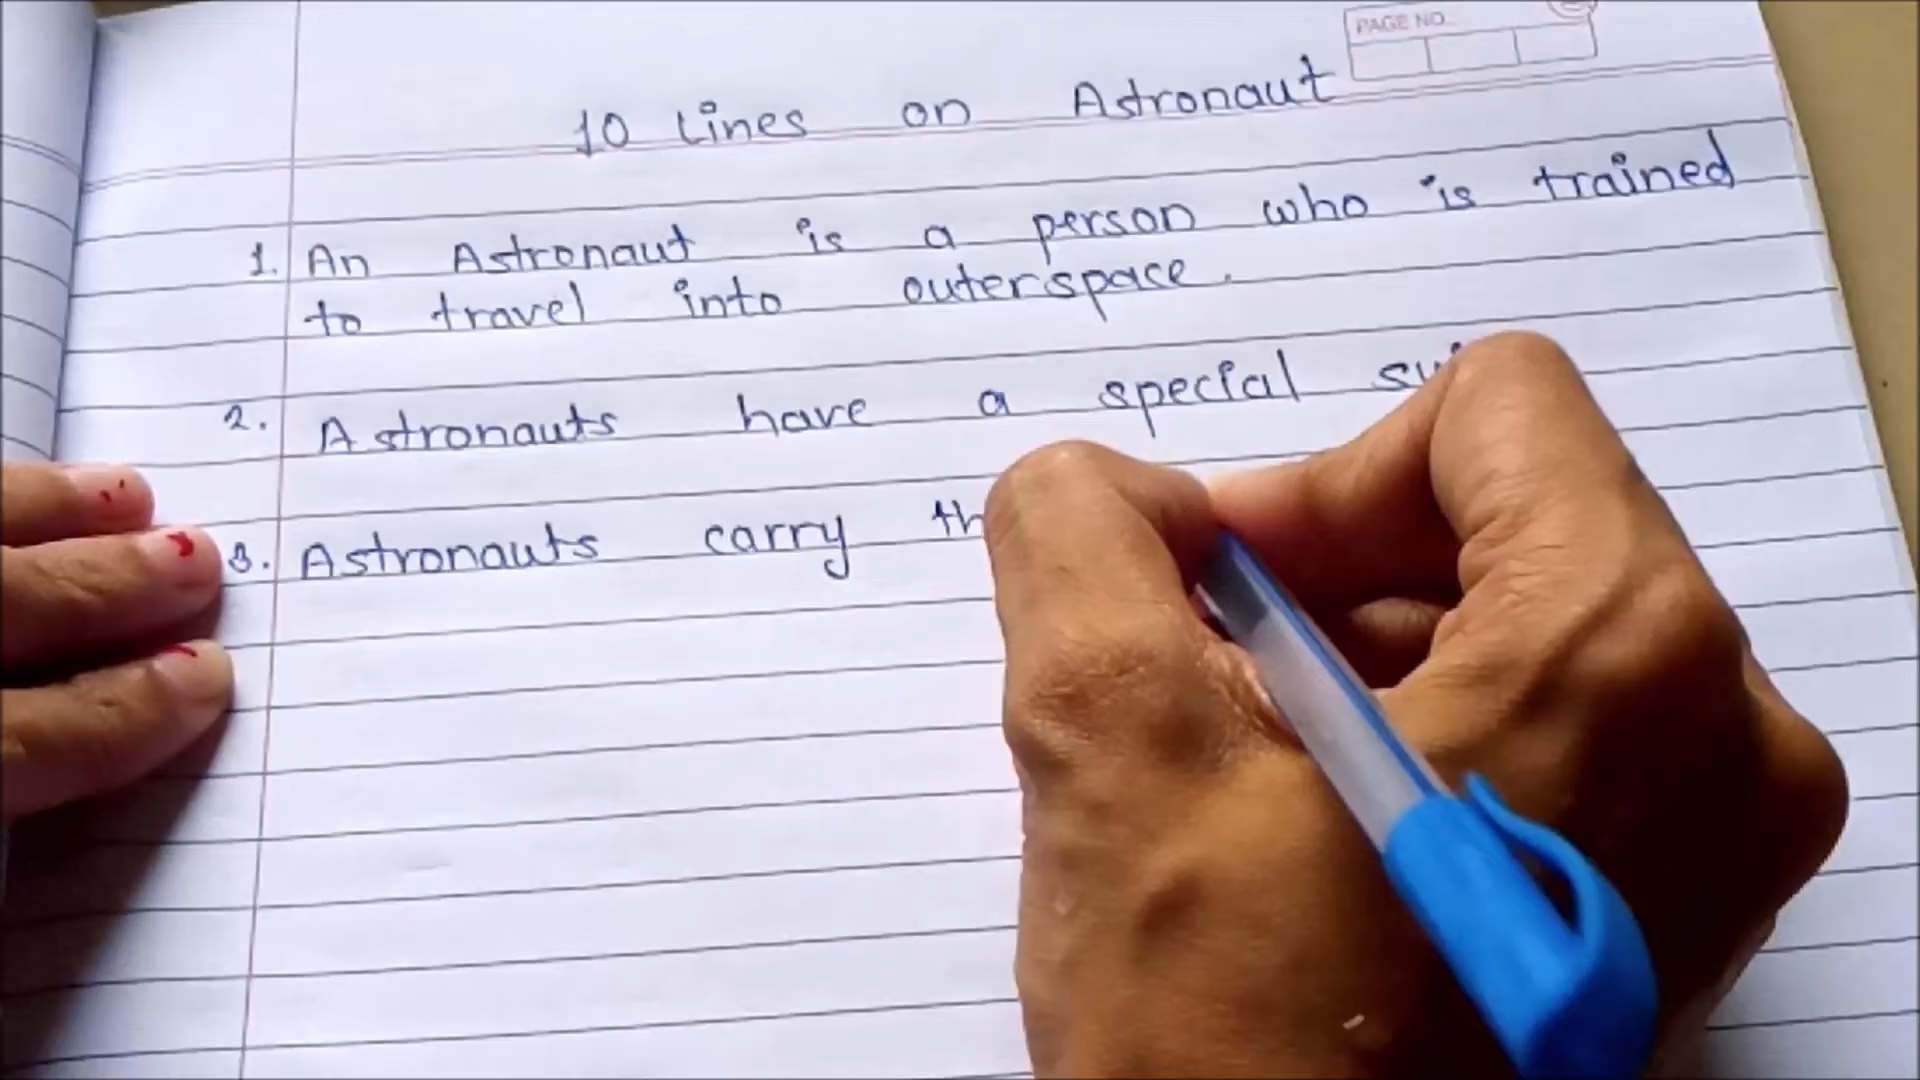 PAGE NO.
10 Lines on Astronaut
1. An Astronaut is a person who is trained
to travel into outerspace.
2. Astronauts have a special
3. Astronauts carry